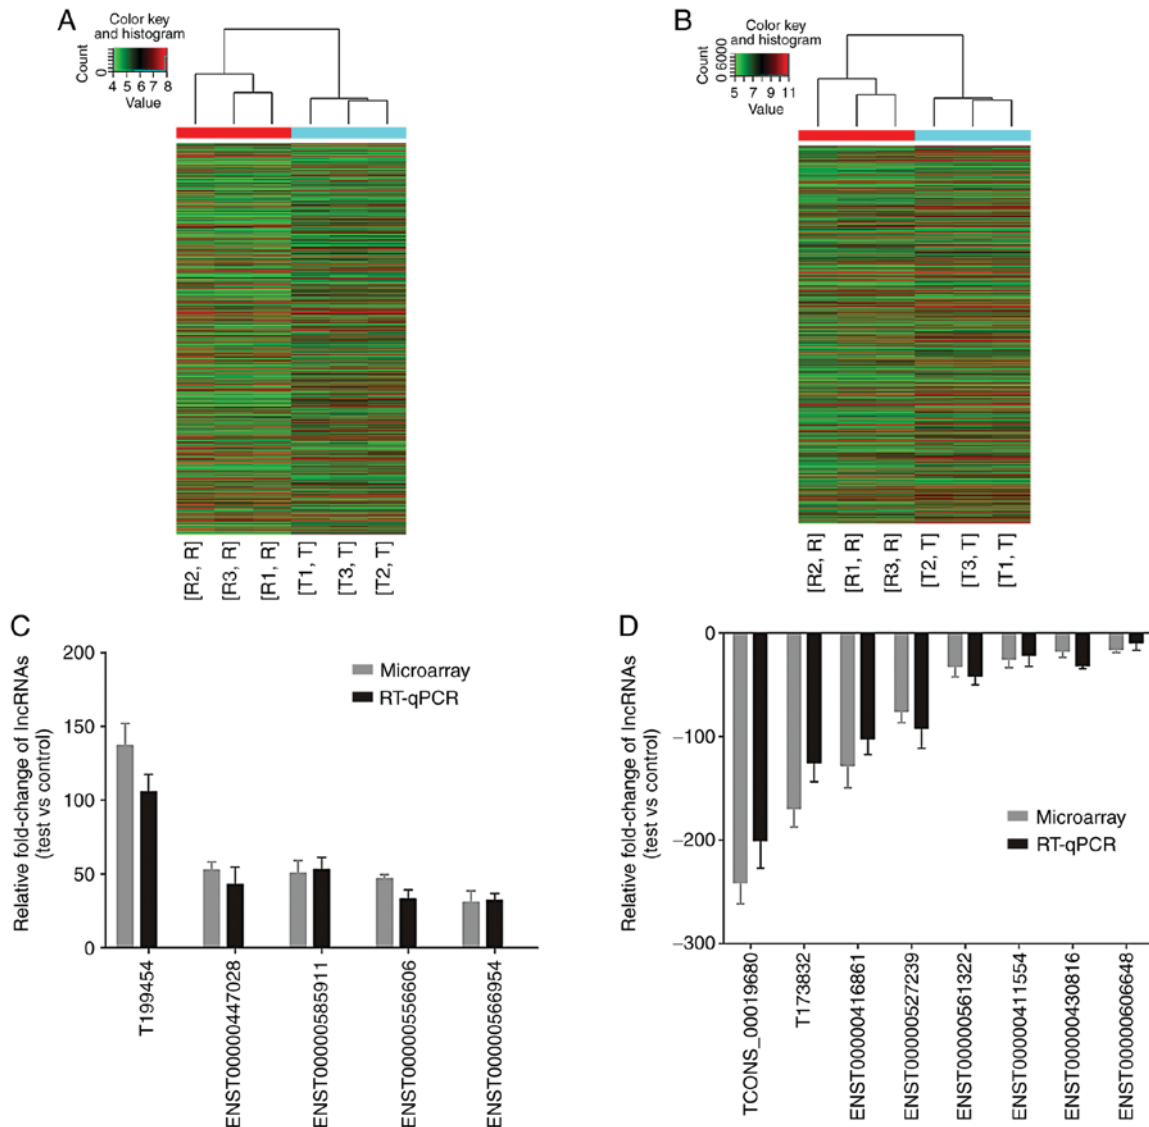 A
Color key
and histogram
Count
0
4 5 6 7 8
Value
[R2, R]
[R3, R]
[R1, R]
[T1, T]
[T3, T]
[T2, T]
B
Color key
and histogram
Count
0 6000
5 7 9 11
Value
[R2, R]
[R1, R]
[R3, R]
[T2, T]
[T3, T]
[T1, T]
C
Relative fold-change of lncRNAs
(test vs control)
200
150
100
50
0
Microarray
RT-qPCR
T199454
ENST00000447028
ENST00000585911
ENST00000556606
ENST00000566954
D
Relative fold-change of lncRNAs
(test vs control)
0
−100
−200
−300
Microarray
RT-qPCR
TCONS_00019680
T173832
ENST00000416861
ENST00000527239
ENST00000561322
ENST00000411554
ENST00000430816
ENST00000606648